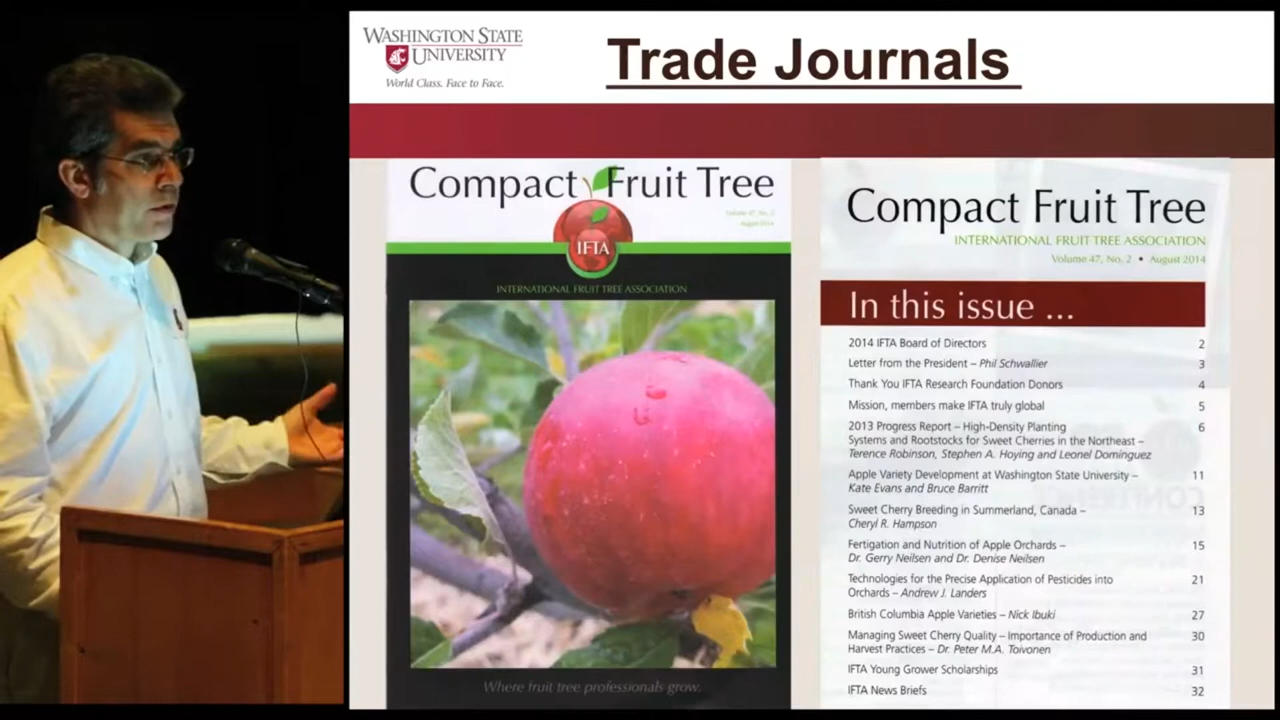 WASHINGTON STATE
UNIVERSITY
World Class. Face to Face.
Trade Journals
Compact Fruit Tree
Volume 47, No. 2
August 2014
IFTA
INTERNATIONAL FRUIT TREE ASSOCIATION
Where fruit tree professionals grow.
Compact Fruit Tree
INTERNATIONAL FRUIT TREE ASSOCIATION
Volume 47, No. 2 • August 2014
In this issue ...
2014 IFTA Board of Directors 2
Letter from the President – Phil Schwallier 3
Thank You IFTA Research Foundation Donors 4
Mission, members make IFTA truly global 5
2013 Progress Report – High-Density Planting 6
Systems and Rootstocks for Sweet Cherries in the Northeast –
Terence Robinson, Stephen A. Hoying and Leonel Dominguez
Apple Variety Development at Washington State University – 11
Kate Evans and Bruce Barritt
Sweet Cherry Breeding in Summerland, Canada – 13
Cheryl R. Hampson
Fertigation and Nutrition of Apple Orchards – 15
Dr. Gerry Neilsen and Dr. Denise Neilsen
Technologies for the Precise Application of Pesticides into 21
Orchards – Andrew J. Landers
British Columbia Apple Varieties – Nick Ibuki 27
Managing Sweet Cherry Quality – Importance of Production and 30
Harvest Practices – Dr. Peter M.A. Toivonen
IFTA Young Grower Scholarships 31
IFTA News Briefs 32